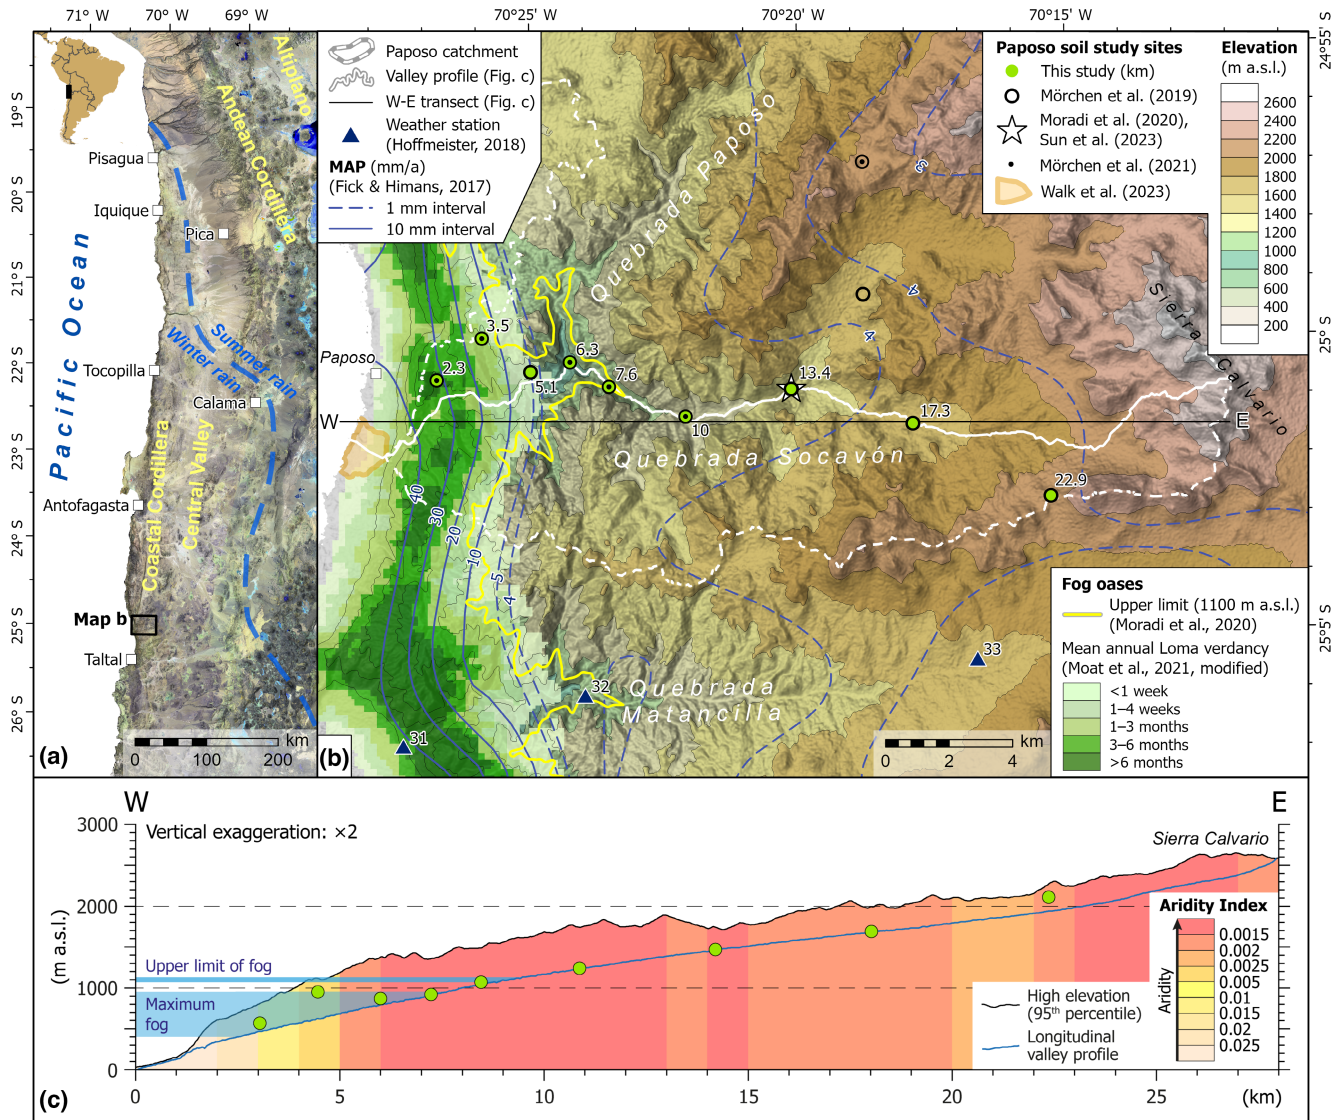 71° W
70° W
69° W
70°25' W
70°20' W
70°15' W
19°S
20°S
21°S
22°S
23°S
24°S
25°S
26°S
24°55' S
25° S
25°5' S
Altiplano
Andean Cordillera
Pisagua
Iquique
Pica
Pacific Ocean
Summer rain
Winter rain
Tocopilla
Calama
Coastal Cordillera
Central Valley
Antofagasta
Map b
Taltal
(a)
km
0 100 200
Paposo catchment
Valley profile (Fig. c)
W-E transect (Fig. c)
Weather station
(Hoffmeister, 2018)
MAP (mm/a)
(Fick & Himans, 2017)
1 mm interval
10 mm interval
Paposo soil study sites
This study (km)
Mörchen et al. (2019)
Moradi et al. (2020),
Sun et al. (2023)
Mörchen et al. (2021)
Walk et al. (2023)
Elevation
(m a.s.l.)
2600
2400
2200
2000
1800
1600
1400
1200
1000
800
600
400
200
Quebrada Paposo
3
4
4
Sierra Calvario
Paposo
3.5
2.3
5.1
6.3
7.6
10
13.4
17.3
22.9
W
E
Quebrada Socavón
40
30
20
10
5
4
31
32
33
Quebrada
Matancilla
(b)
km
0 2 4
Fog oases
Upper limit (1100 m a.s.l.)
(Moradi et al., 2020)
Mean annual Loma verdancy
(Moat et al., 2021, modified)
<1 week
1–4 weeks
1–3 months
3–6 months
>6 months
W
E
Vertical exaggeration: ×2
Sierra Calvario
3000
2000
1000
0
(m a.s.l.)
Upper limit of fog
Maximum
fog
High elevation
(95th percentile)
Longitudinal
valley profile
Aridity Index
Aridity
0.0015
0.002
0.0025
0.005
0.01
0.015
0.02
0.025
(c)
0 5 10 15 20 25 (km)